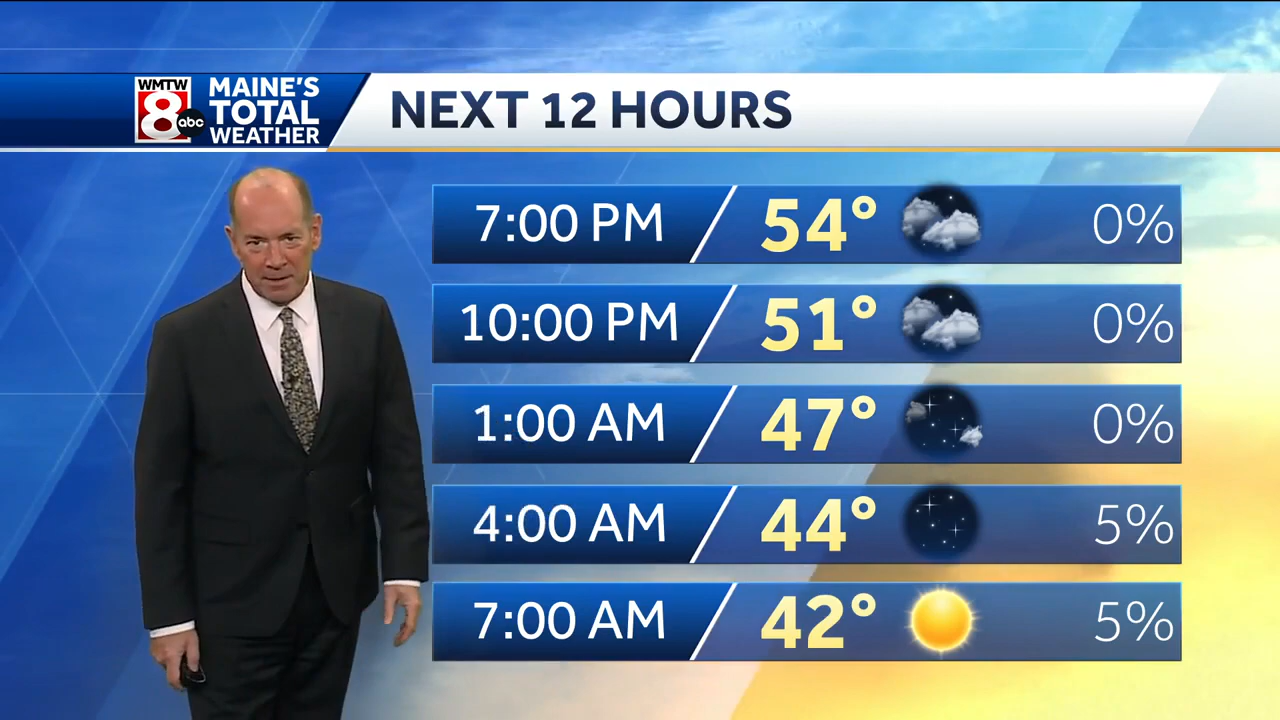 WMTW
8
abc
MAINE'S
TOTAL
WEATHER
NEXT 12 HOURS
7:00 PM 54° 0%
10:00 PM 51° 0%
1:00 AM 47° 0%
4:00 AM 44° 5%
7:00 AM 42° 5%